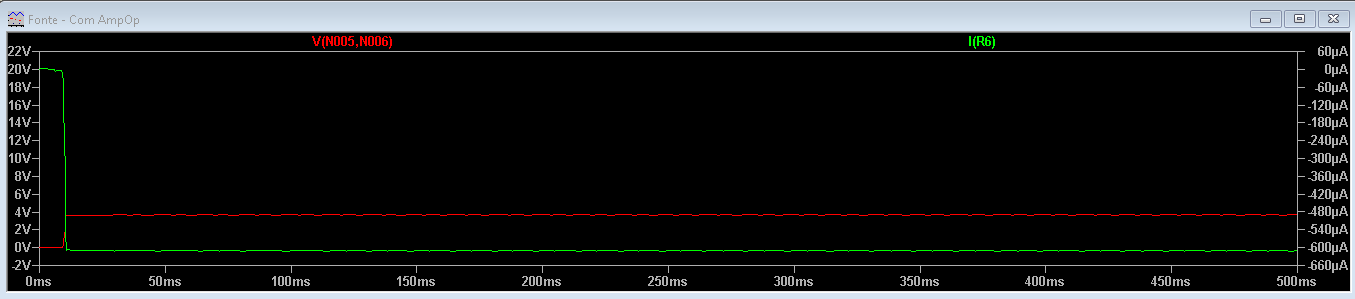 Fonte - Com AmpOp
V(N005,N006) I(R6)
22V 60µA
20V 0µA
18V -60µA
16V -120µA
14V -180µA
12V -240µA
10V -300µA
8V -360µA
6V -420µA
4V -480µA
2V -540µA
0V -600µA
-2V -660µA
0ms 50ms 100ms 150ms 200ms 250ms 300ms 350ms 400ms 450ms 500ms